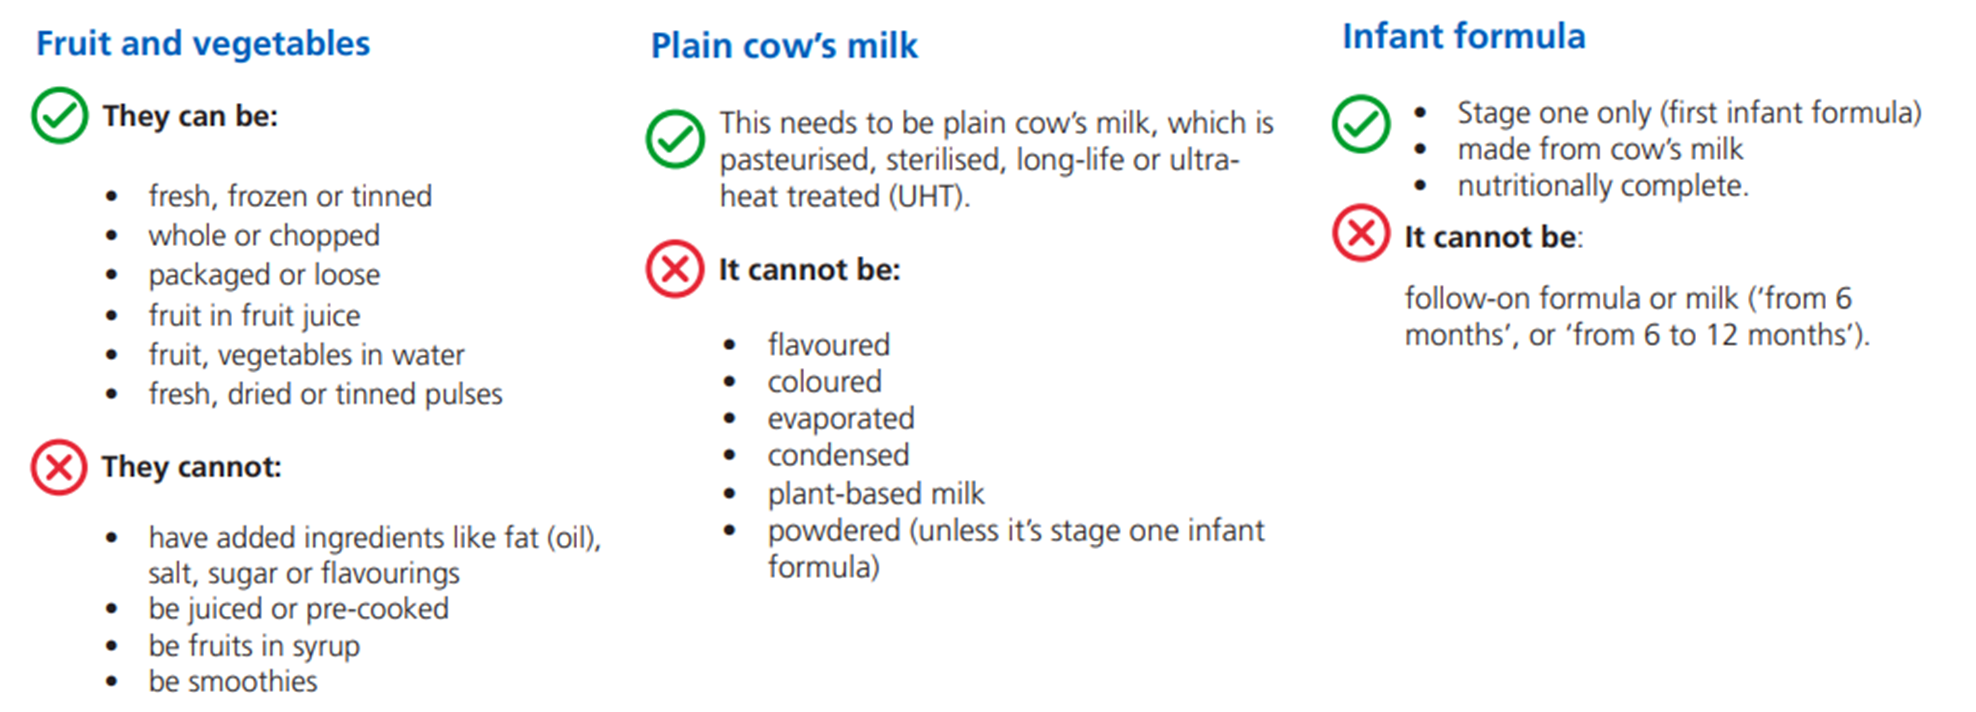 Fruit and vegetables
They can be:
• fresh, frozen or tinned
• whole or chopped
• packaged or loose
• fruit in fruit juice
• fruit, vegetables in water
• fresh, dried or tinned pulses
They cannot:
• have added ingredients like fat (oil),
salt, sugar or flavourings
• be juiced or pre-cooked
• be fruits in syrup
• be smoothies
Plain cow’s milk
This needs to be plain cow’s milk, which is
pasteurised, sterilised, long-life or ultra-
heat treated (UHT).
It cannot be:
• flavoured
• coloured
• evaporated
• condensed
• plant-based milk
• powdered (unless it’s stage one infant
formula)
Infant formula
• Stage one only (first infant formula)
• made from cow’s milk
• nutritionally complete.
It cannot be:
follow-on formula or milk (‘from 6
months’, or ‘from 6 to 12 months’).